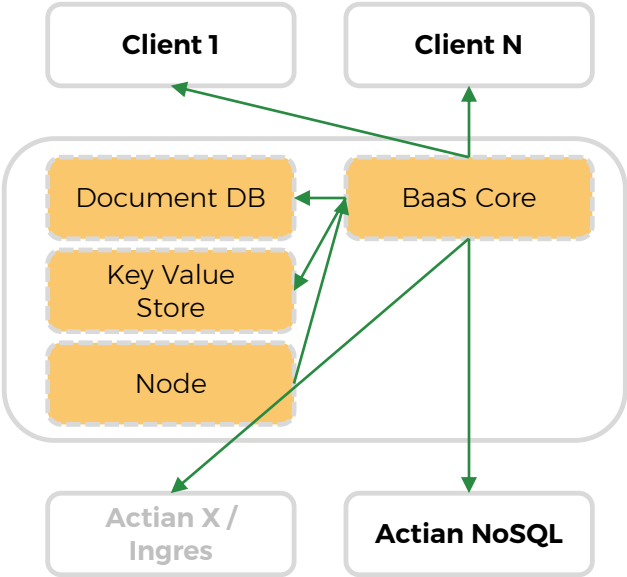 Client 1
Client N
Document DB
BaaS Core
Key Value
Store
Node
Actian X /
Ingres
Actian NoSQL